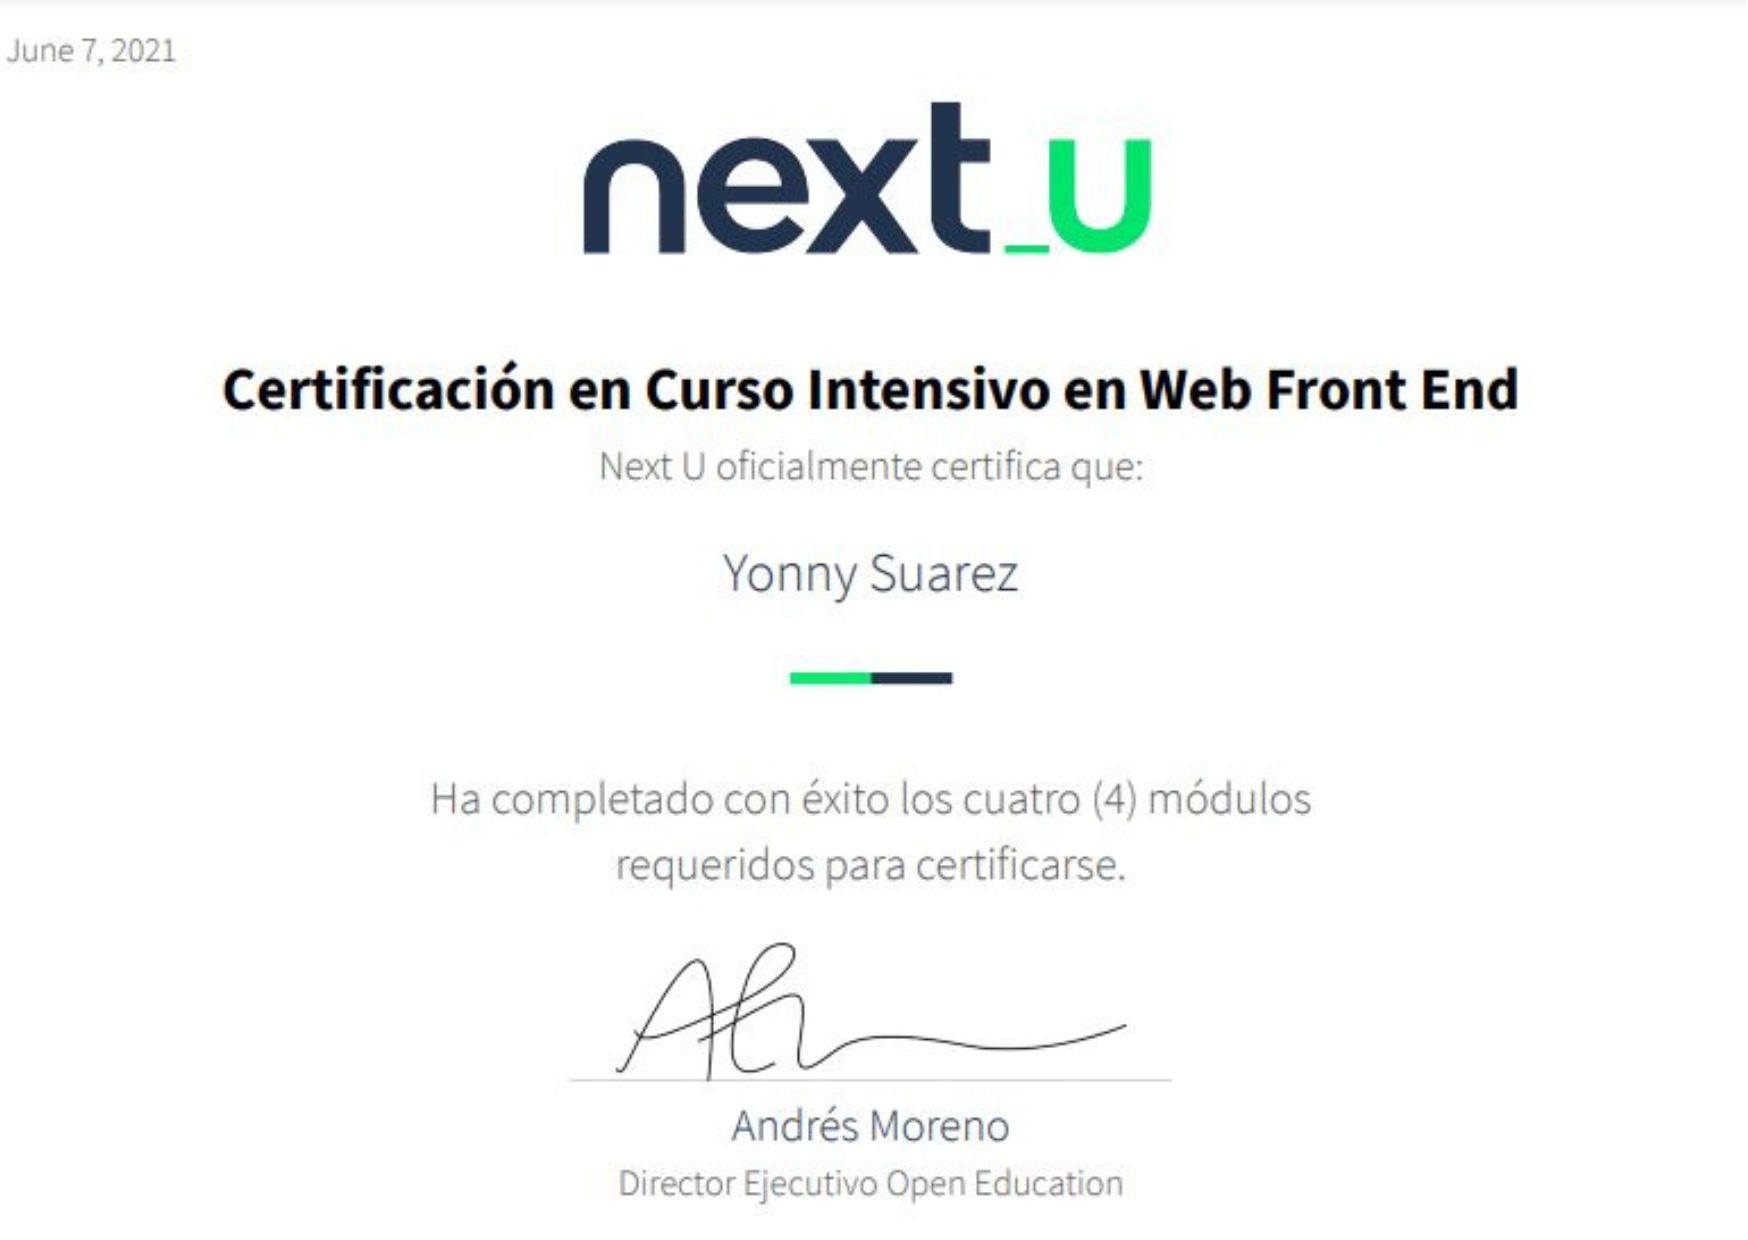 June 7, 2021
next_u
Certificación en Curso Intensivo en Web Front End
Next U oficialmente certifica que:
Yonny Suarez
Ha completado con éxito los cuatro (4) módulos
requeridos para certificarse.
Andrés Moreno
Director Ejecutivo Open Education